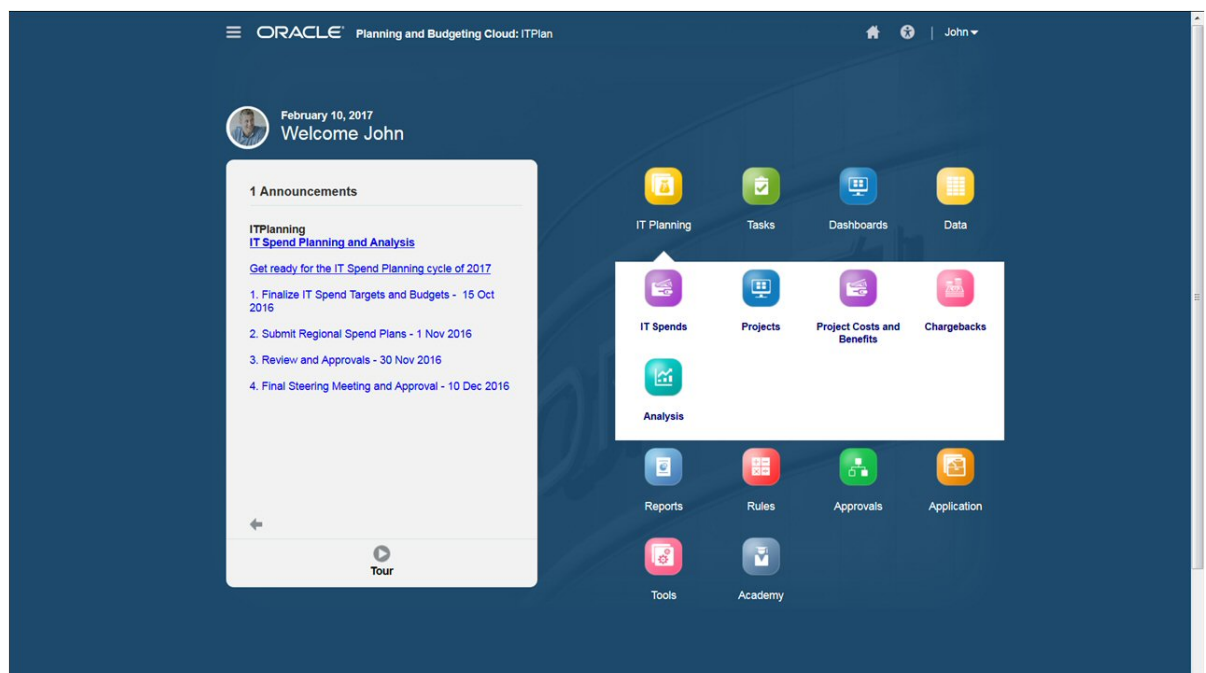 ORACLE® Planning and Budgeting Cloud: ITPlan
John
February 10, 2017
Welcome John
1 Announcements
ITPlanning
IT Spend Planning and Analysis
Get ready for the IT Spend Planning cycle of 2017
1. Finalize IT Spend Targets and Budgets - 15 Oct
2016
2. Submit Regional Spend Plans - 1 Nov 2016
3. Review and Approvals - 30 Nov 2016
4. Final Steering Meeting and Approval - 10 Dec 2016
Tour
IT Planning
Tasks
Dashboards
Data
IT Spends
Projects
Project Costs and
Benefits
Chargebacks
Analysis
Reports
Rules
Approvals
Application
Tools
Academy